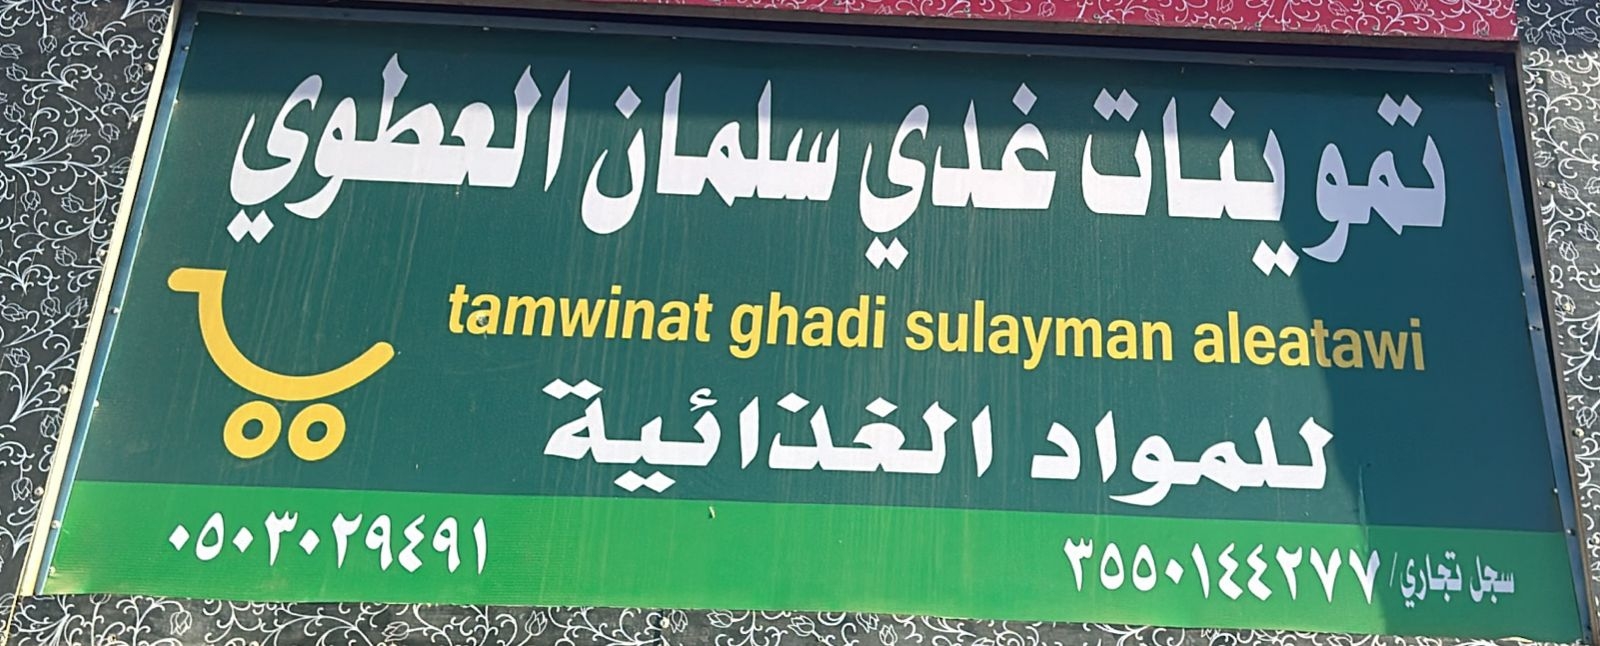 تموينات غدي سلمان العطوي
tamwinat ghadi sulayman aleatawi
للمواد الغذائية
سجل تجاري/ ٣٥٥٠١٤٤٢٧٧
٠٥٠٣٠٢٩٤٩١